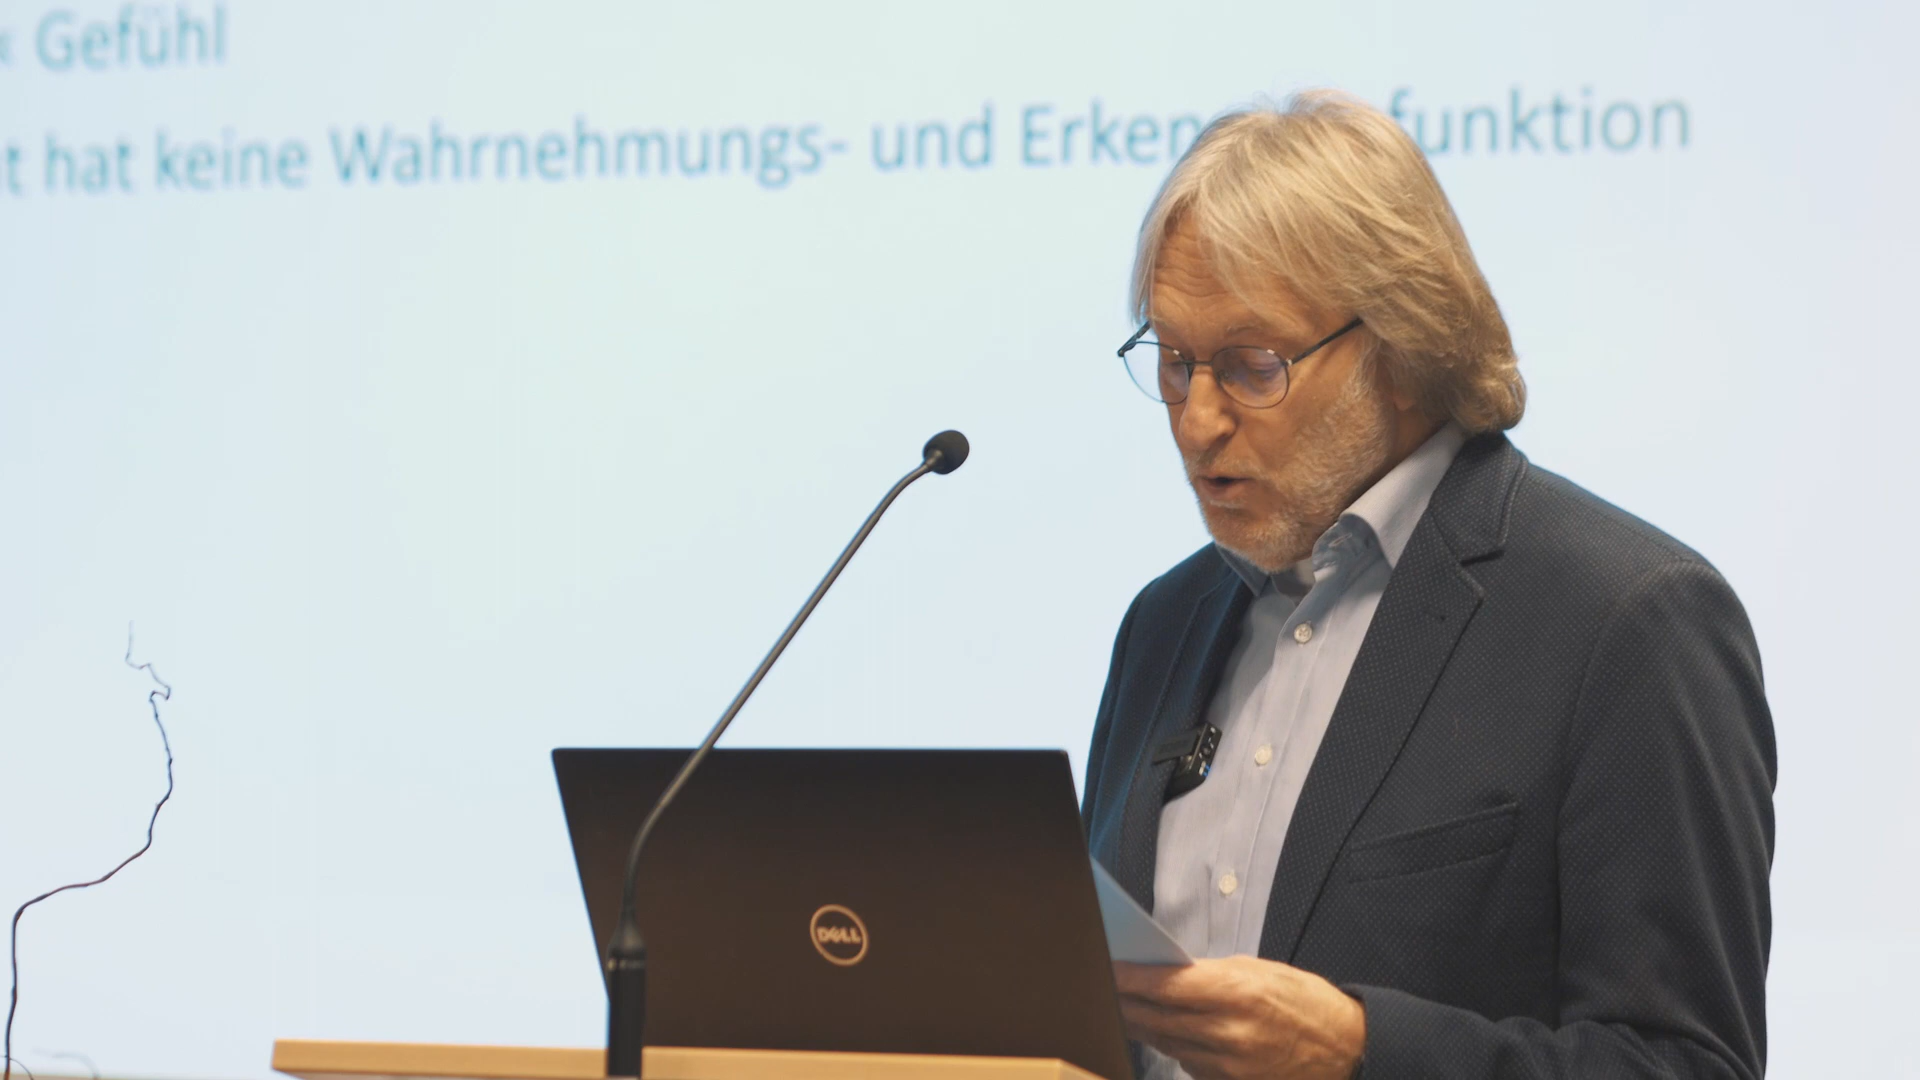 Gefühl
hat keine Wahrnehmungs- und Erken funktion
DELL